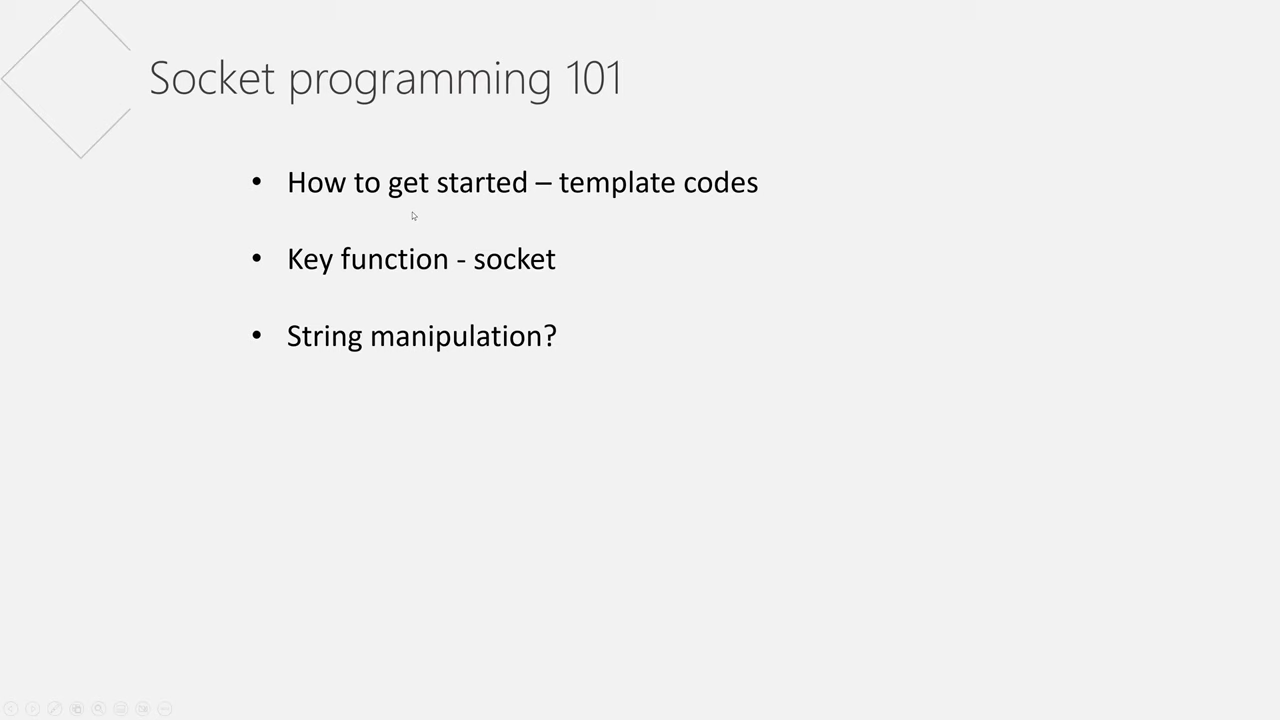 Socket programming 101
• How to get started – template codes
• Key function - socket
• String manipulation?